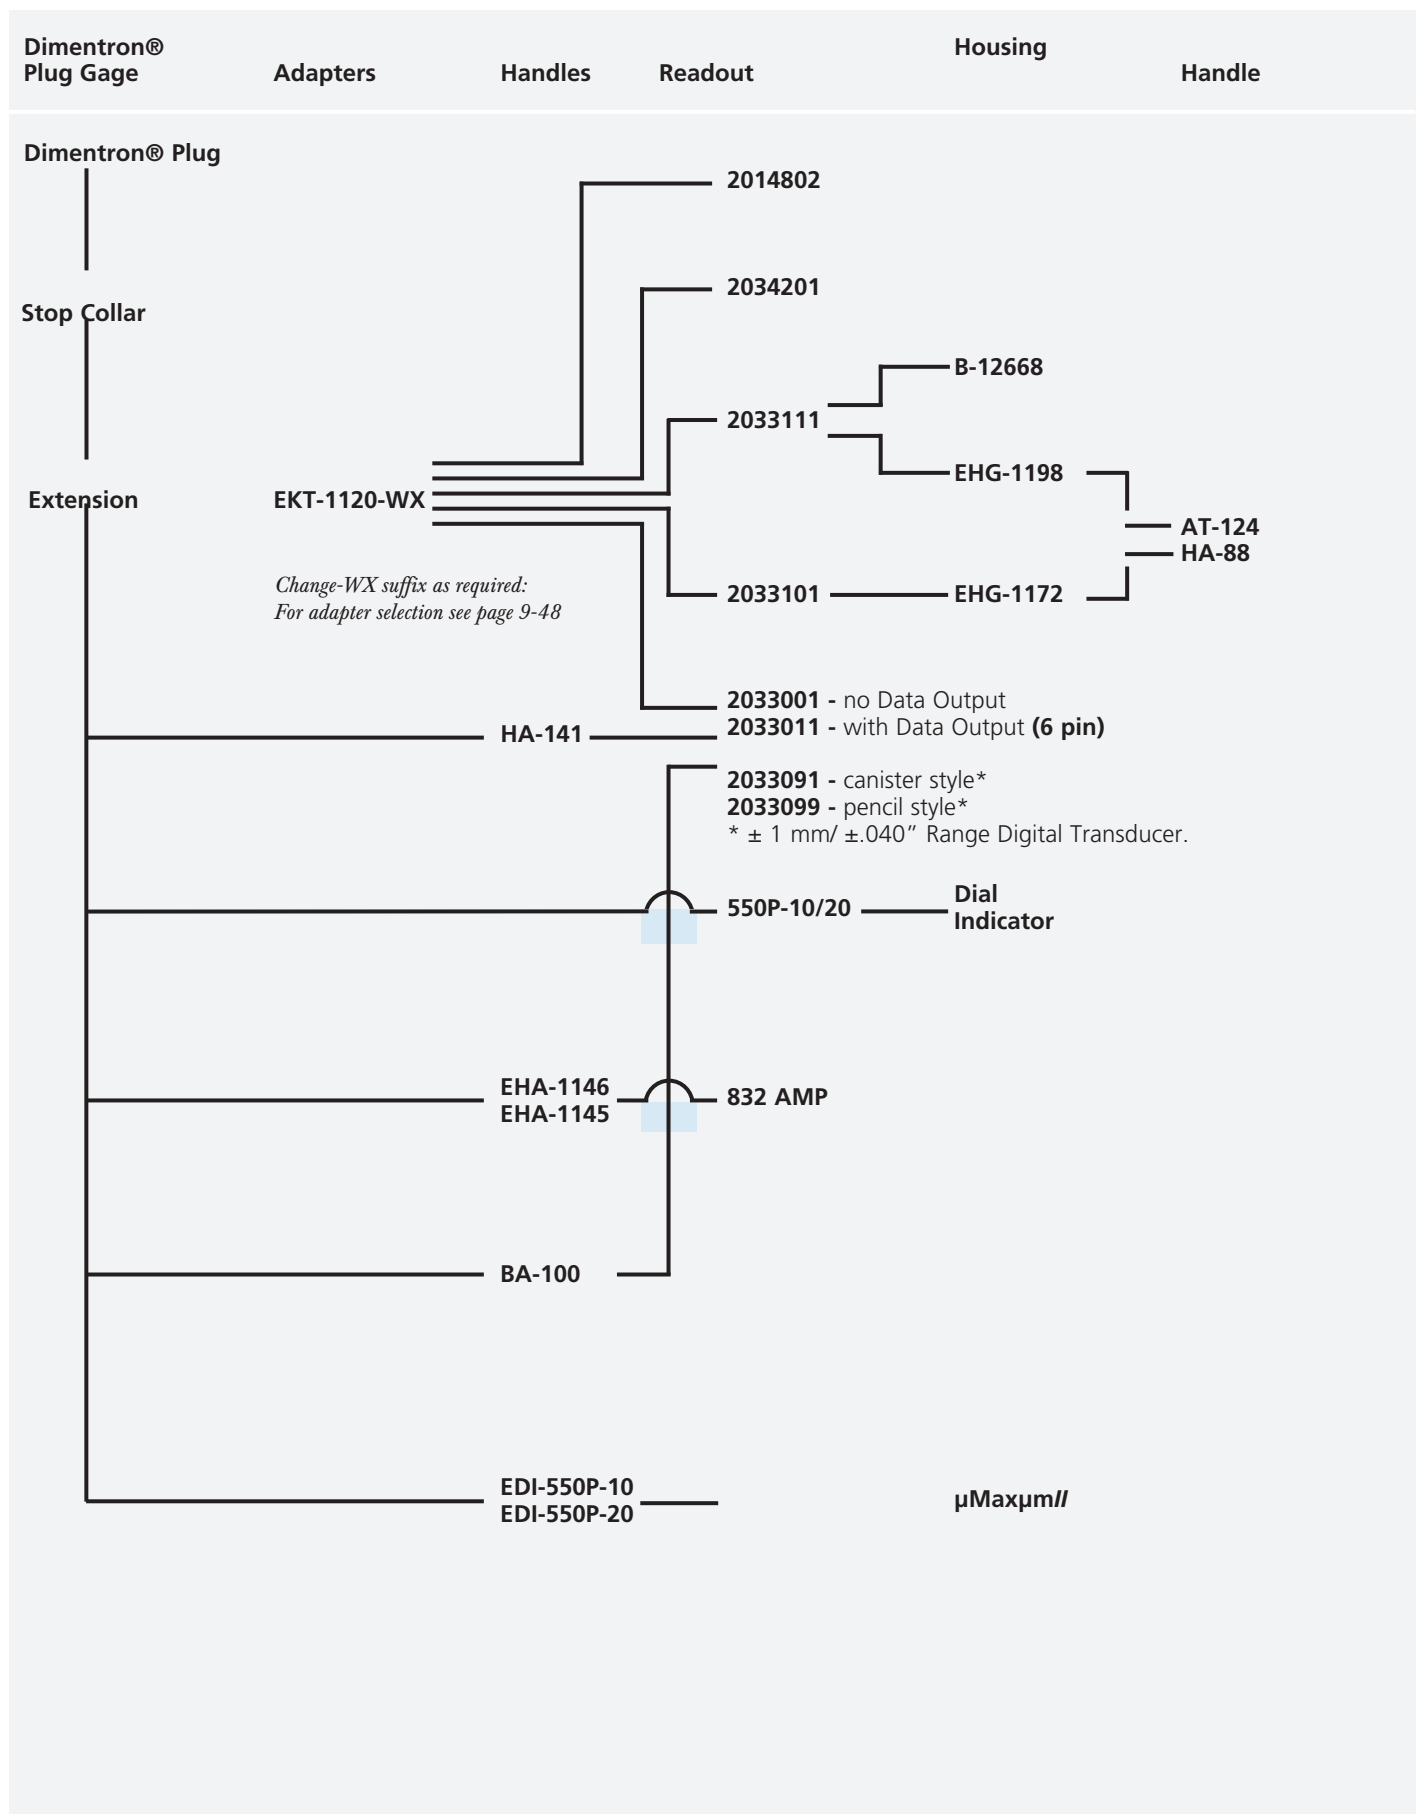 Dimentron®
Plug Gage
Adapters
Handles
Readout
Housing
Handle
Dimentron® Plug
2014802
2034201
Stop Collar
B-12668
2033111
EHG-1198
Extension
EKT-1120-WX
AT-124
HA-88
Change-WX suffix as required:
For adapter selection see page 9-48
2033101
EHG-1172
2033001 - no Data Output
2033011 - with Data Output (6 pin)
HA-141
2033091 - canister style*
2033099 - pencil style*
* ± 1 mm/ ±.040” Range Digital Transducer.
550P-10/20
Dial
Indicator
EHA-1146
EHA-1145
832 AMP
BA-100
EDI-550P-10
EDI-550P-20
µMaxµmII